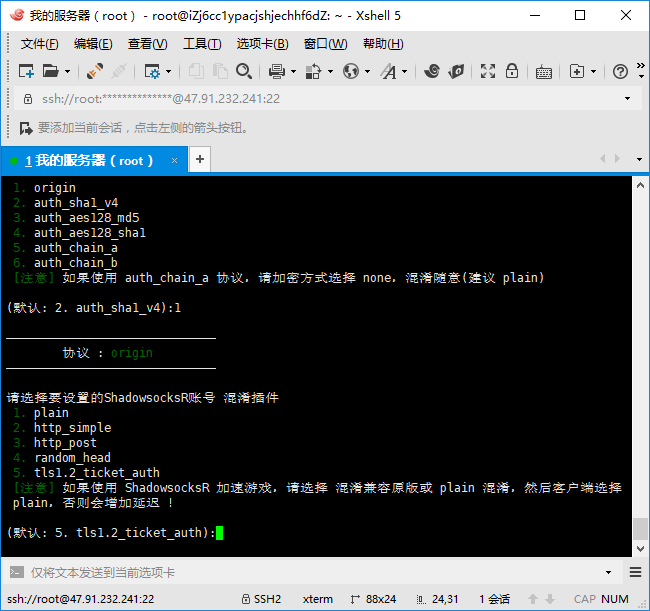 我的服务器（root） - root@iZj6cc1ypacjshjechhf6dZ: ~ - Xshell 5
文件(F) 编辑(E) 查看(V) 工具(T) 选项卡(B) 窗口(W) 帮助(H)
ssh://root:**************@47.91.232.241:22
要添加当前会话，点击左侧的箭头按钮。
1 我的服务器（root） × +
1. origin
2. auth_sha1_v4
3. auth_aes128_md5
4. auth_aes128_sha1
5. auth_chain_a
6. auth_chain_b
[注意] 如果使用 auth_chain_a 协议，请加密方式选择 none，混淆随意(建议 plain)
(默认: 2. auth_sha1_v4):1
协议 : origin
请选择要设置的ShadowsocksR账号 混淆插件
1. plain
2. http_simple
3. http_post
4. random_head
5. tls1.2_ticket_auth
[注意] 如果使用 ShadowsocksR 加速游戏，请选择 混淆兼容原版或 plain 混淆，然后客户端选择
plain，否则会增加延迟 !
(默认: 5. tls1.2_ticket_auth):
仅将文本发送到当前选项卡
ssh://root@47.91.232.241:22 SSH2 xterm 88x24 24,31 1 会话 CAP NUM